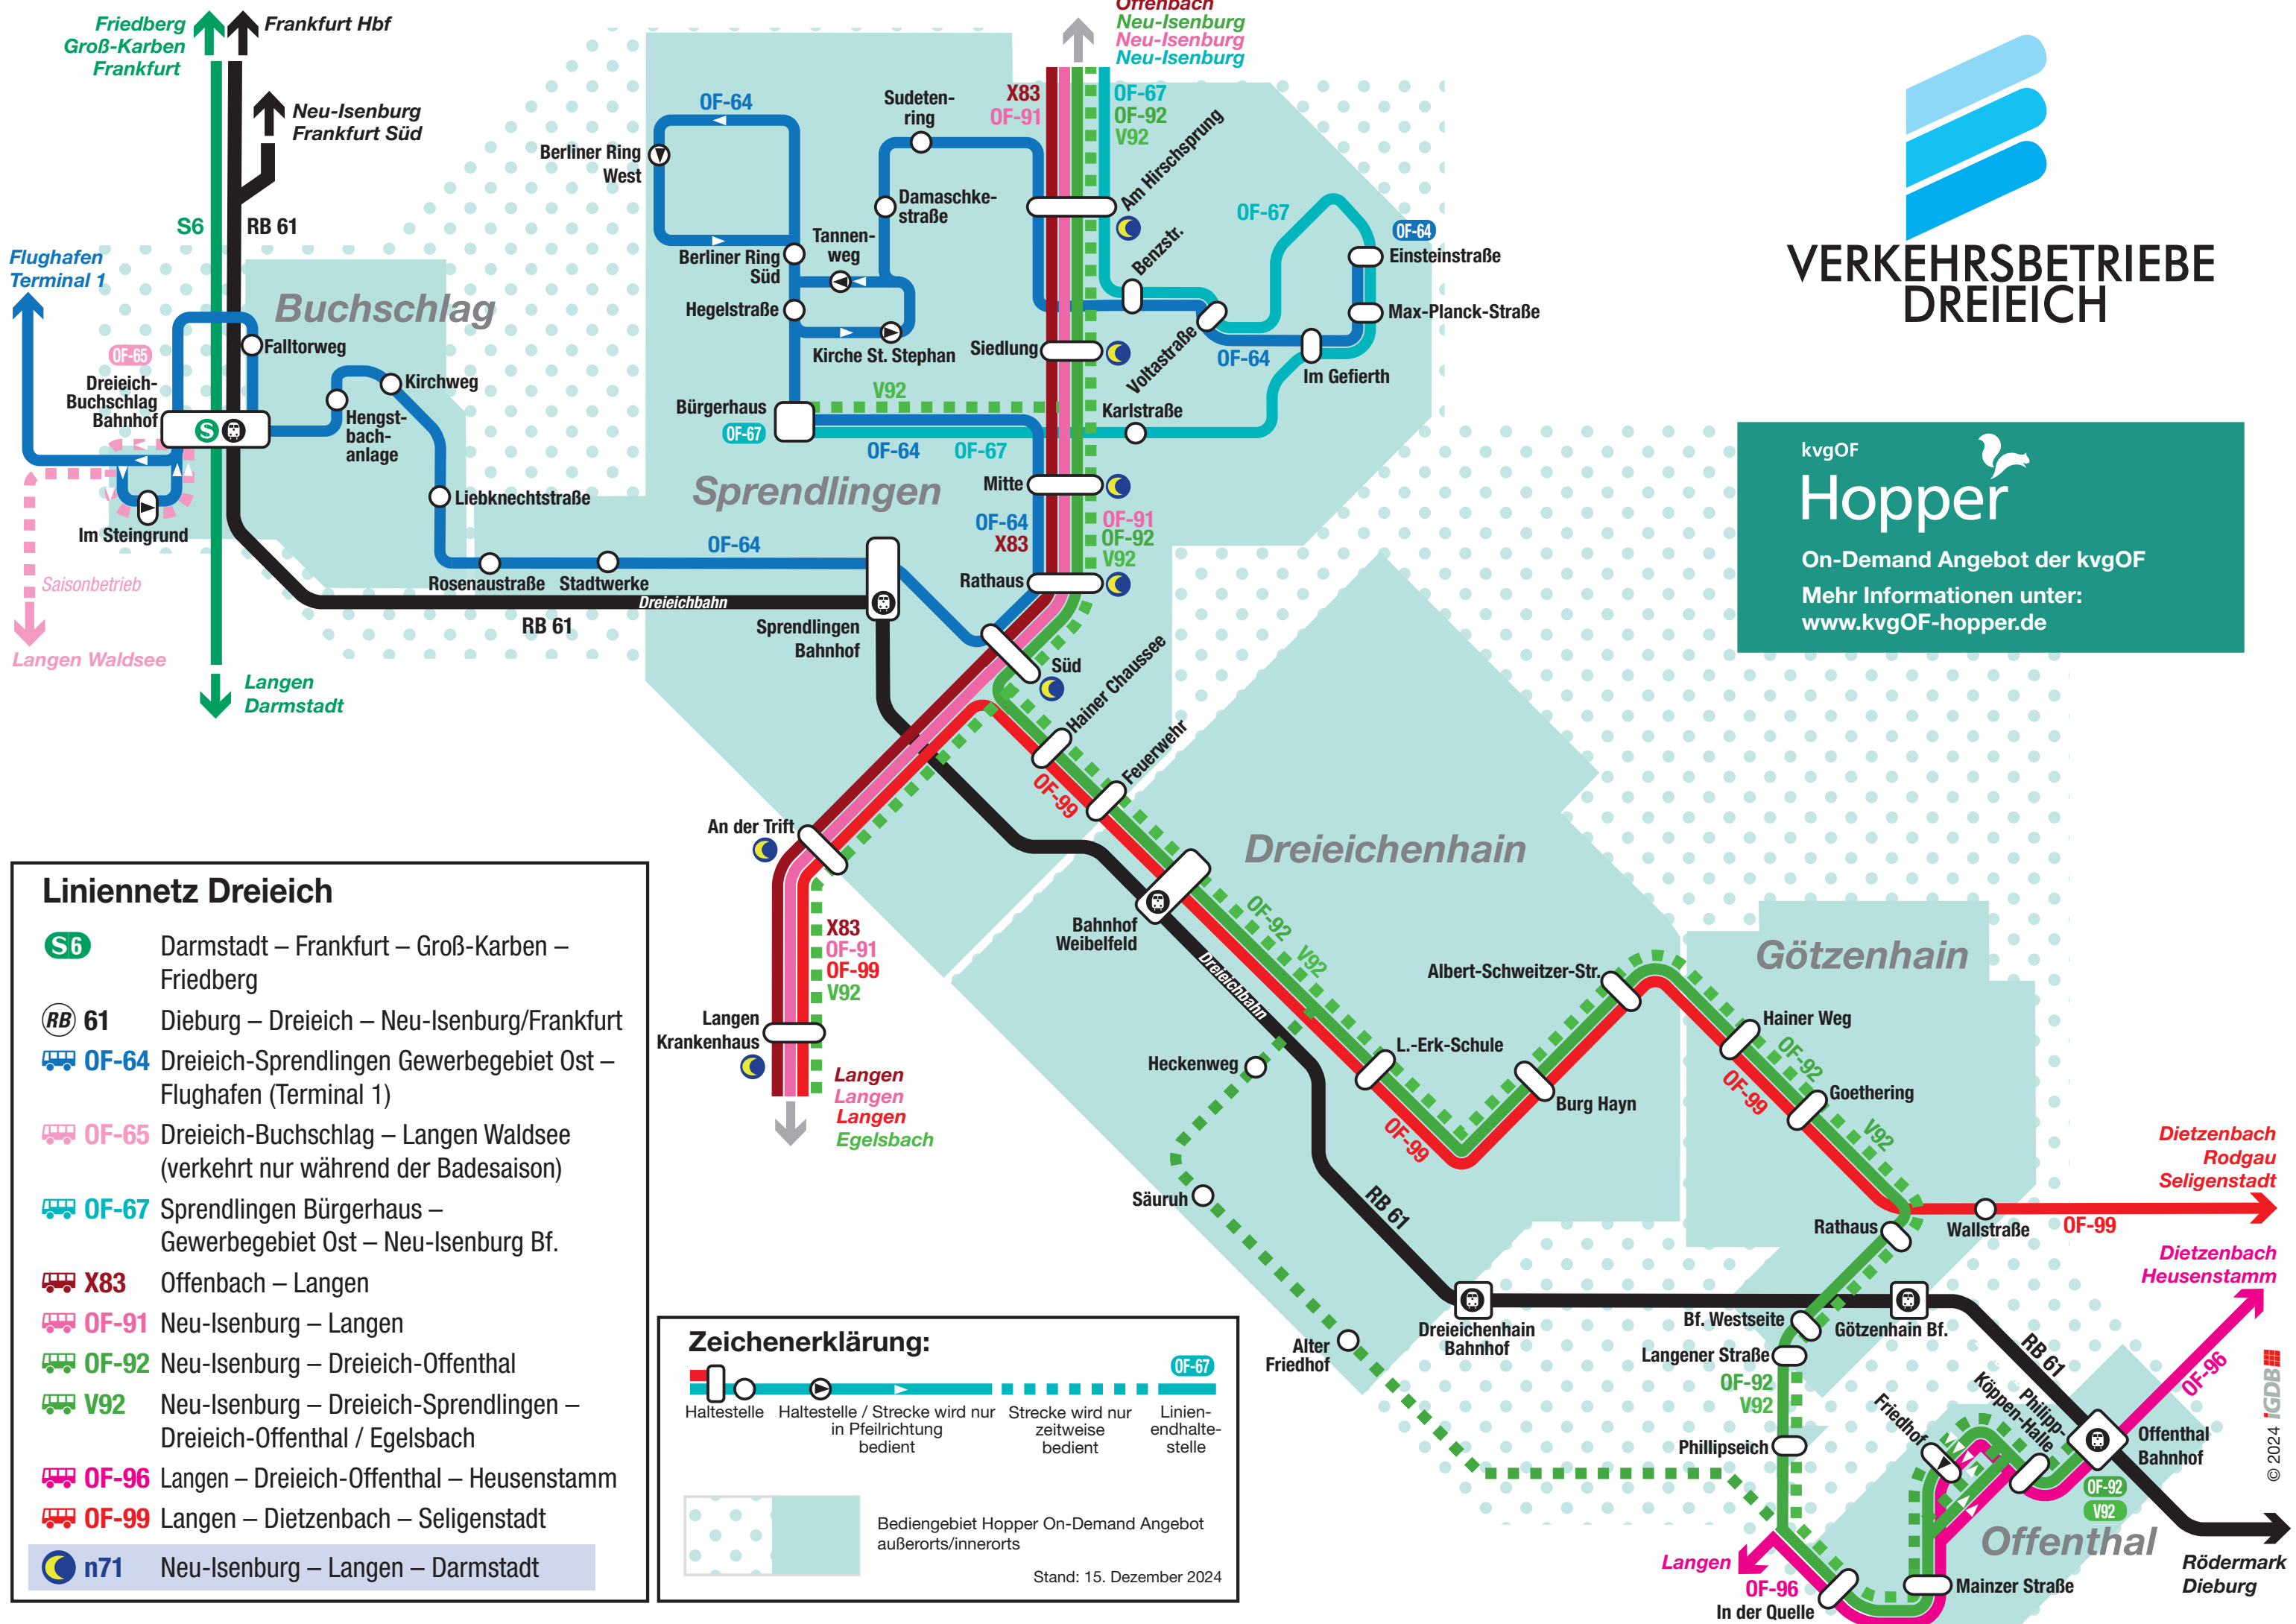 Friedberg
Groß-Karben
Frankfurt
Frankfurt Hbf
Neu-Isenburg
Frankfurt Süd
S6
RB 61
Flughafen
Terminal 1
Buchschlag
OF-65
Falltorweg
Dreieich-
Buchschlag
Bahnhof
S
Kirchweg
Hengst-
bach-
anlage
Im Steingrund
Saisonbetrieb
Langen Waldsee
Liebknechtstraße
Rosenaustraße
Stadtwerke
OF-64
Dreieichbahn
RB 61
Langen
Darmstadt
Offenbach
Neu-Isenburg
Neu-Isenburg
Neu-Isenburg
X83
OF-91
OF-67
OF-92
V92
OF-64
Berliner Ring
West
Sudeten-
ring
Damaschke-
straße
Tannen-
weg
Berliner Ring
Süd
Hegelstraße
Kirche St. Stephan
Am Hirschsprung
Benzstr.
Siedlung
Voltastraße
OF-67
OF-64
Einsteinstraße
Max-Planck-Straße
OF-64
Im Gefierth
Bürgerhaus
OF-67
V92
OF-64
OF-67
Karlstraße
Sprendlingen
Mitte
OF-64
X83
OF-91
OF-92
V92
Rathaus
Sprendlingen
Bahnhof
Süd
Hainer Chaussee
Feuerwehr
OF-99
An der Trift
X83
OF-91
OF-99
V92
Langen
Krankenhaus
Langen
Langen
Langen
Egelsbach
Dreieichenhain
Bahnhof
Weibelfeld
OF-92
V92
Dreieichbahn
Albert-Schweitzer-Str.
L.-Erk-Schule
Burg Hayn
OF-99
Heckenweg
Säuruh
RB 61
Alter
Friedhof
Dreieichenhain
Bahnhof
Götzenhain
Hainer Weg
OF-92
OF-99
Goethering
V92
Rathaus
Wallstraße
OF-99
Dietzenbach
Rodgau
Seligenstadt
Dietzenbach
Heusenstamm
Bf. Westseite
Götzenhain Bf.
Langener Straße
OF-92
V92
Phillipseich
RB 61
OF-96
Friedhof
Philipp-
Köppen-Halle
Offenthal
Bahnhof
OF-92
V92
Offenthal
Langen
OF-96
In der Quelle
Mainzer Straße
Rödermark
Dieburg
© 2024 iGDB
VERKEHRSBETRIEBE
DREIEICH
kvgOF
Hopper
On-Demand Angebot der kvgOF
Mehr Informationen unter:
www.kvgOF-hopper.de
Liniennetz Dreieich
S6 Darmstadt – Frankfurt – Groß-Karben –
Friedberg
RB 61 Dieburg – Dreieich – Neu-Isenburg/Frankfurt
OF-64 Dreieich-Sprendlingen Gewerbegebiet Ost –
Flughafen (Terminal 1)
OF-65 Dreieich-Buchschlag – Langen Waldsee
(verkehrt nur während der Badesaison)
OF-67 Sprendlingen Bürgerhaus –
Gewerbegebiet Ost – Neu-Isenburg Bf.
X83 Offenbach – Langen
OF-91 Neu-Isenburg – Langen
OF-92 Neu-Isenburg – Dreieich-Offenthal
V92 Neu-Isenburg – Dreieich-Sprendlingen –
Dreieich-Offenthal / Egelsbach
OF-96 Langen – Dreieich-Offenthal – Heusenstamm
OF-99 Langen – Dietzenbach – Seligenstadt
n71 Neu-Isenburg – Langen – Darmstadt
Zeichenerklärung:
OF-67
Haltestelle
Haltestelle / Strecke wird nur
in Pfeilrichtung
bedient
Strecke wird nur
zeitweise
bedient
Linien-
endhalte-
stelle
Bediengebiet Hopper On-Demand Angebot
außerorts/innerorts
Stand: 15. Dezember 2024